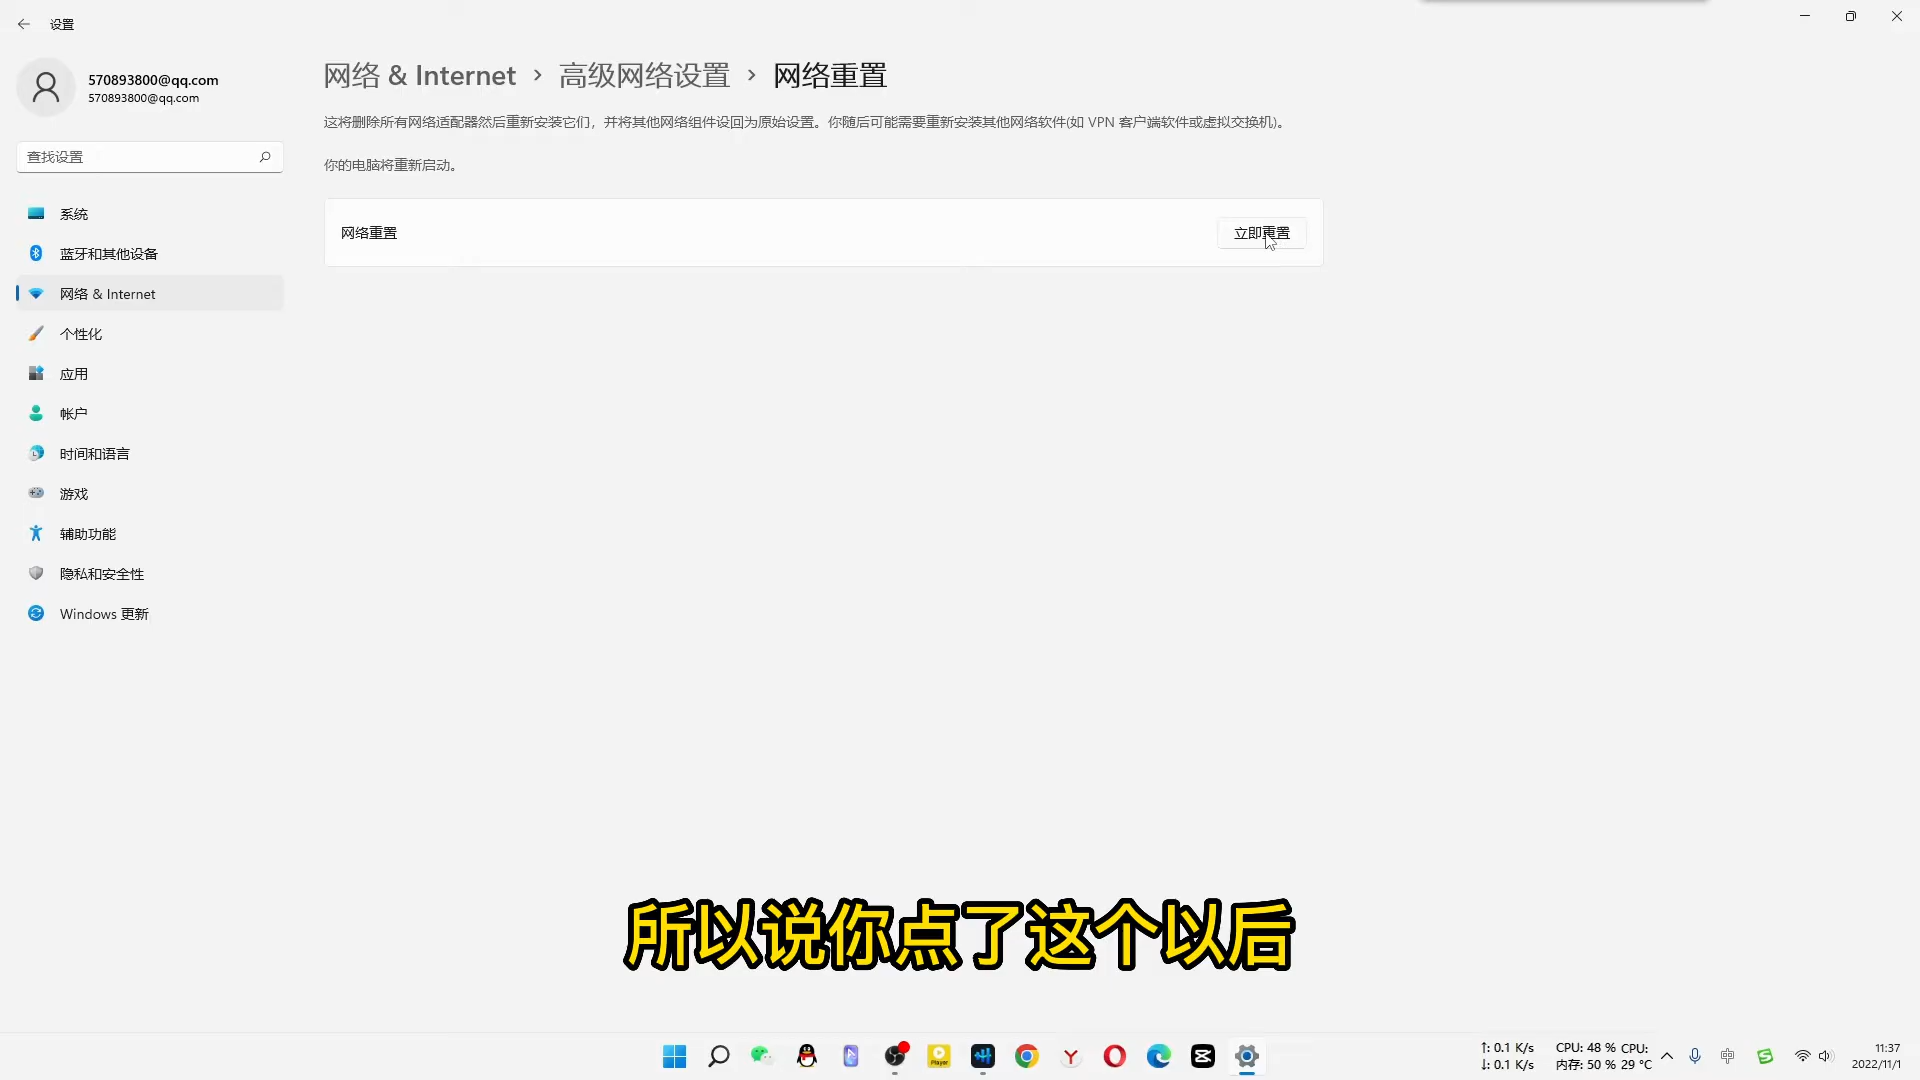 设置
570893800@qq.com
570893800@qq.com
查找设置
系统
蓝牙和其他设备
网络 & Internet
个性化
应用
帐户
时间和语言
游戏
辅助功能
隐私和安全性
Windows 更新
网络 & Internet › 高级网络设置 › 网络重置
这将删除所有网络适配器然后重新安装它们，并将其他网络组件设回为原始设置。你随后可能需要重新安装其他网络软件(如 VPN 客户端软件或虚拟交换机)。
你的电脑将重新启动。
网络重置
立即重置
所以说你点了这个以后
Player
↑: 0.1 K/s CPU: 48 % CPU:
↓: 0.1 K/s 内存: 50 % 29 °C
中
11:37
2022/11/1